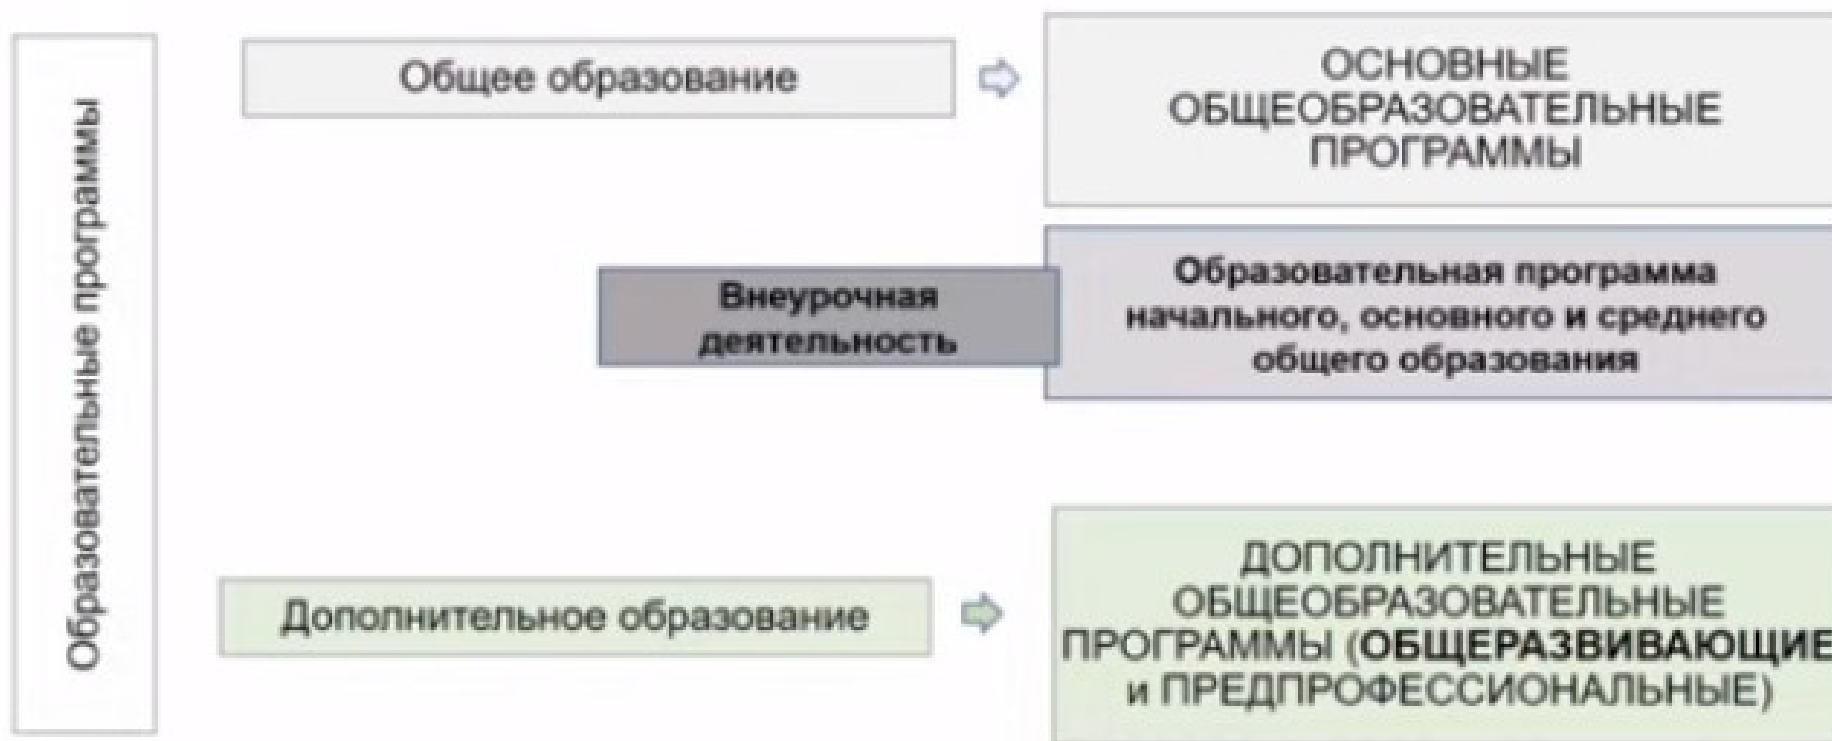 Образовательные программы
Общее образование
ОСНОВНЫЕ
ОБЩЕОБРАЗОВАТЕЛЬНЫЕ
ПРОГРАММЫ
Внеурочная
деятельность
Образовательная программа
начального, основного и среднего
общего образования
Дополнительное образование
ДОПОЛНИТЕЛЬНЫЕ
ОБЩЕОБРАЗОВАТЕЛЬНЫЕ
ПРОГРАММЫ (ОБЩЕРАЗВИВАЮЩИЕ
и ПРЕДПРОФЕССИОНАЛЬНЫЕ)